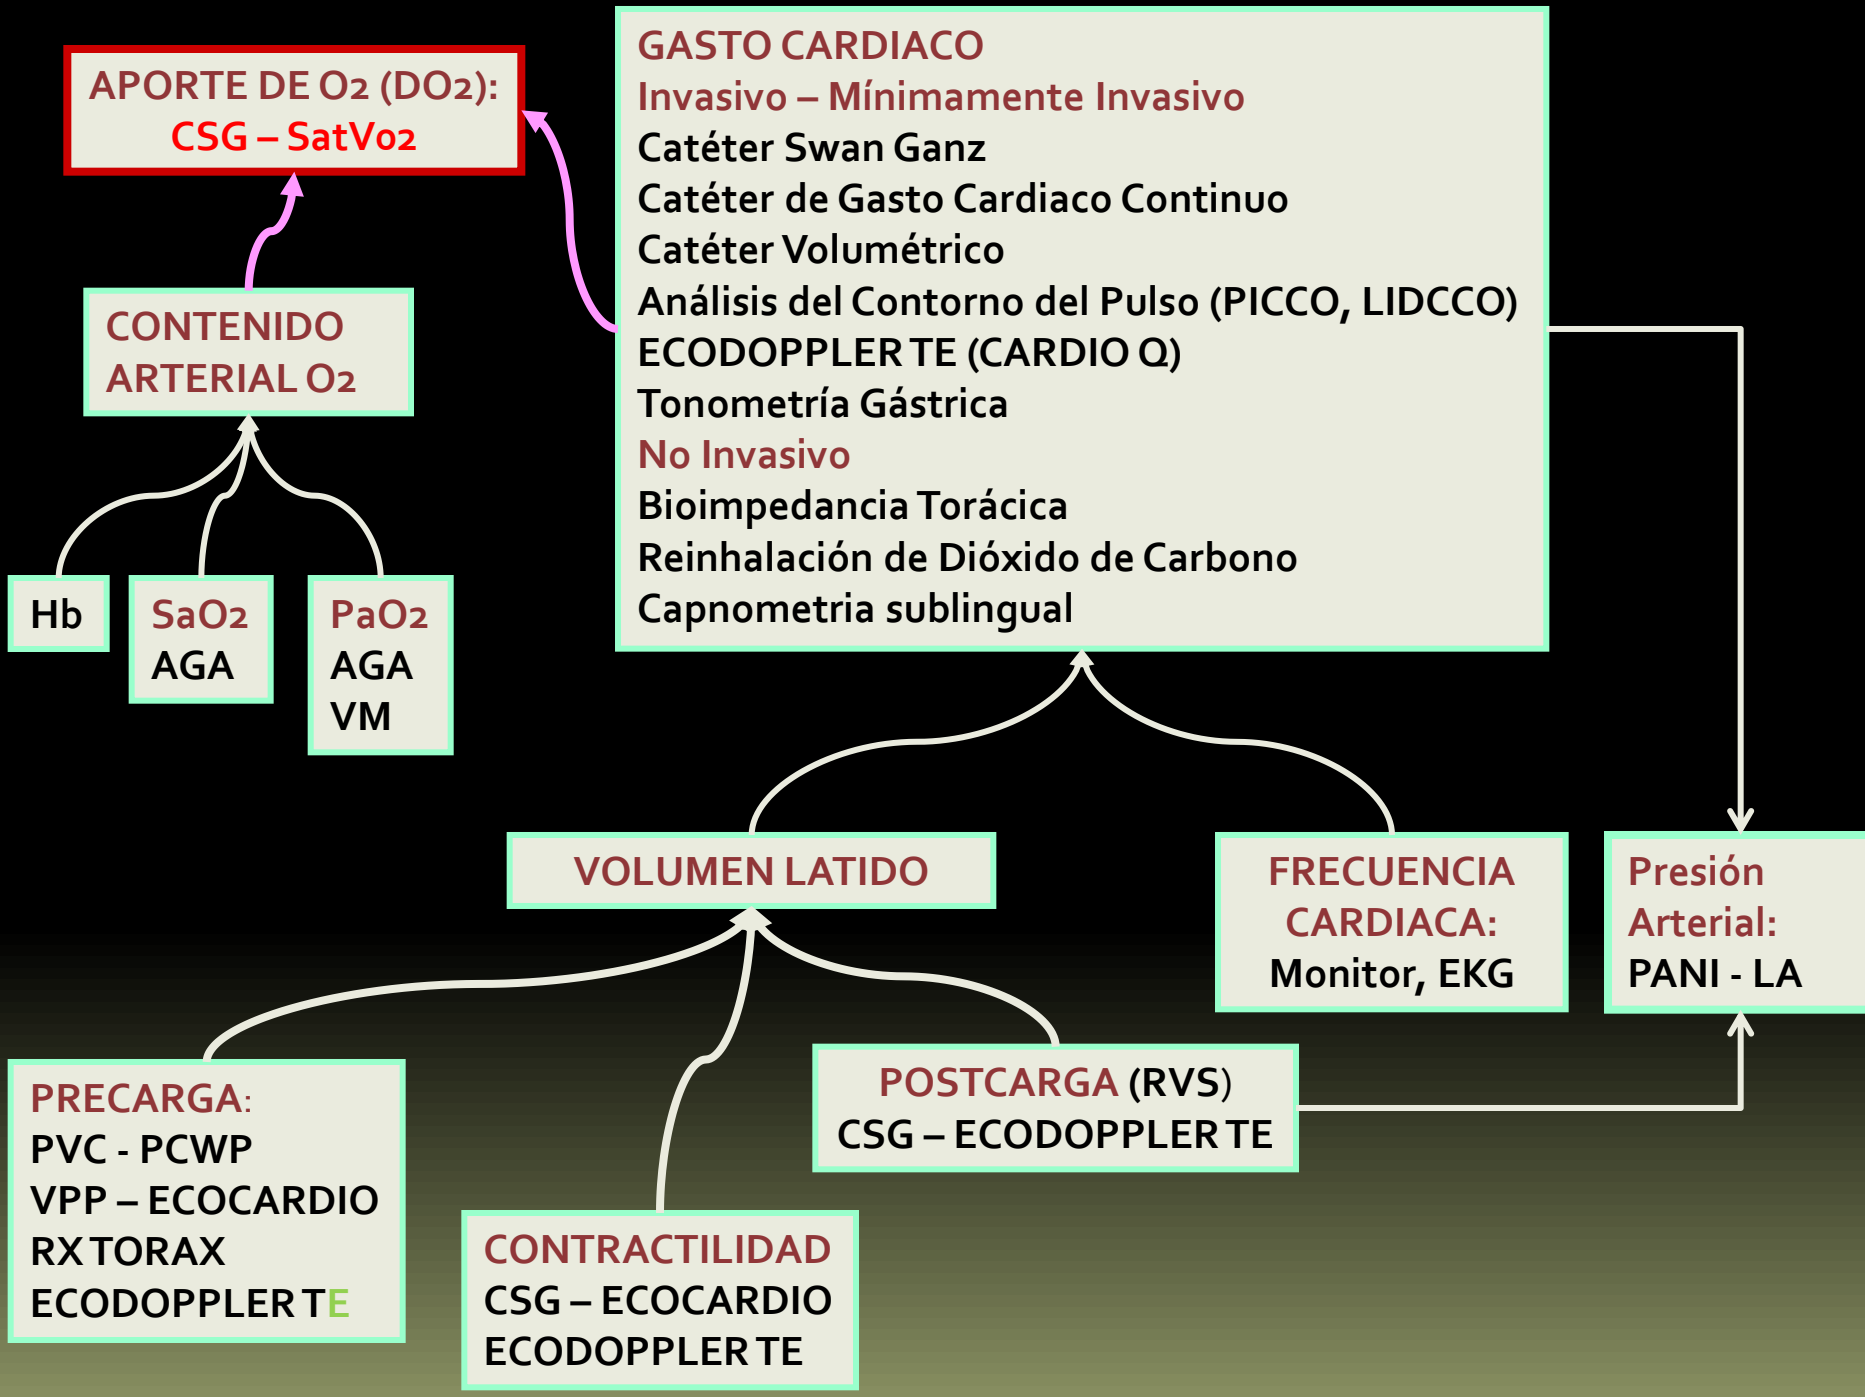 APORTE DE O2 (DO2):
CSG – SatVo2
GASTO CARDIACO
Invasivo – Mínimamente Invasivo
Catéter Swan Ganz
Catéter de Gasto Cardiaco Continuo
Catéter Volumétrico
Análisis del Contorno del Pulso (PICCO, LIDCCO)
ECODOPPLER TE (CARDIO Q)
Tonometría Gástrica
No Invasivo
Bioimpedancia Torácica
Reinhalación de Dióxido de Carbono
Capnometria sublingual
CONTENIDO
ARTERIAL O2
Hb
SaO2
AGA
PaO2
AGA
VM
VOLUMEN LATIDO
FRECUENCIA
CARDIACA:
Monitor, EKG
Presión
Arterial:
PANI - LA
PRECARGA:
PVC - PCWP
VPP – ECOCARDIO
RX TORAX
ECODOPPLER TE
CONTRACTILIDAD
CSG – ECOCARDIO
ECODOPPLER TE
POSTCARGA (RVS)
CSG – ECODOPPLER TE